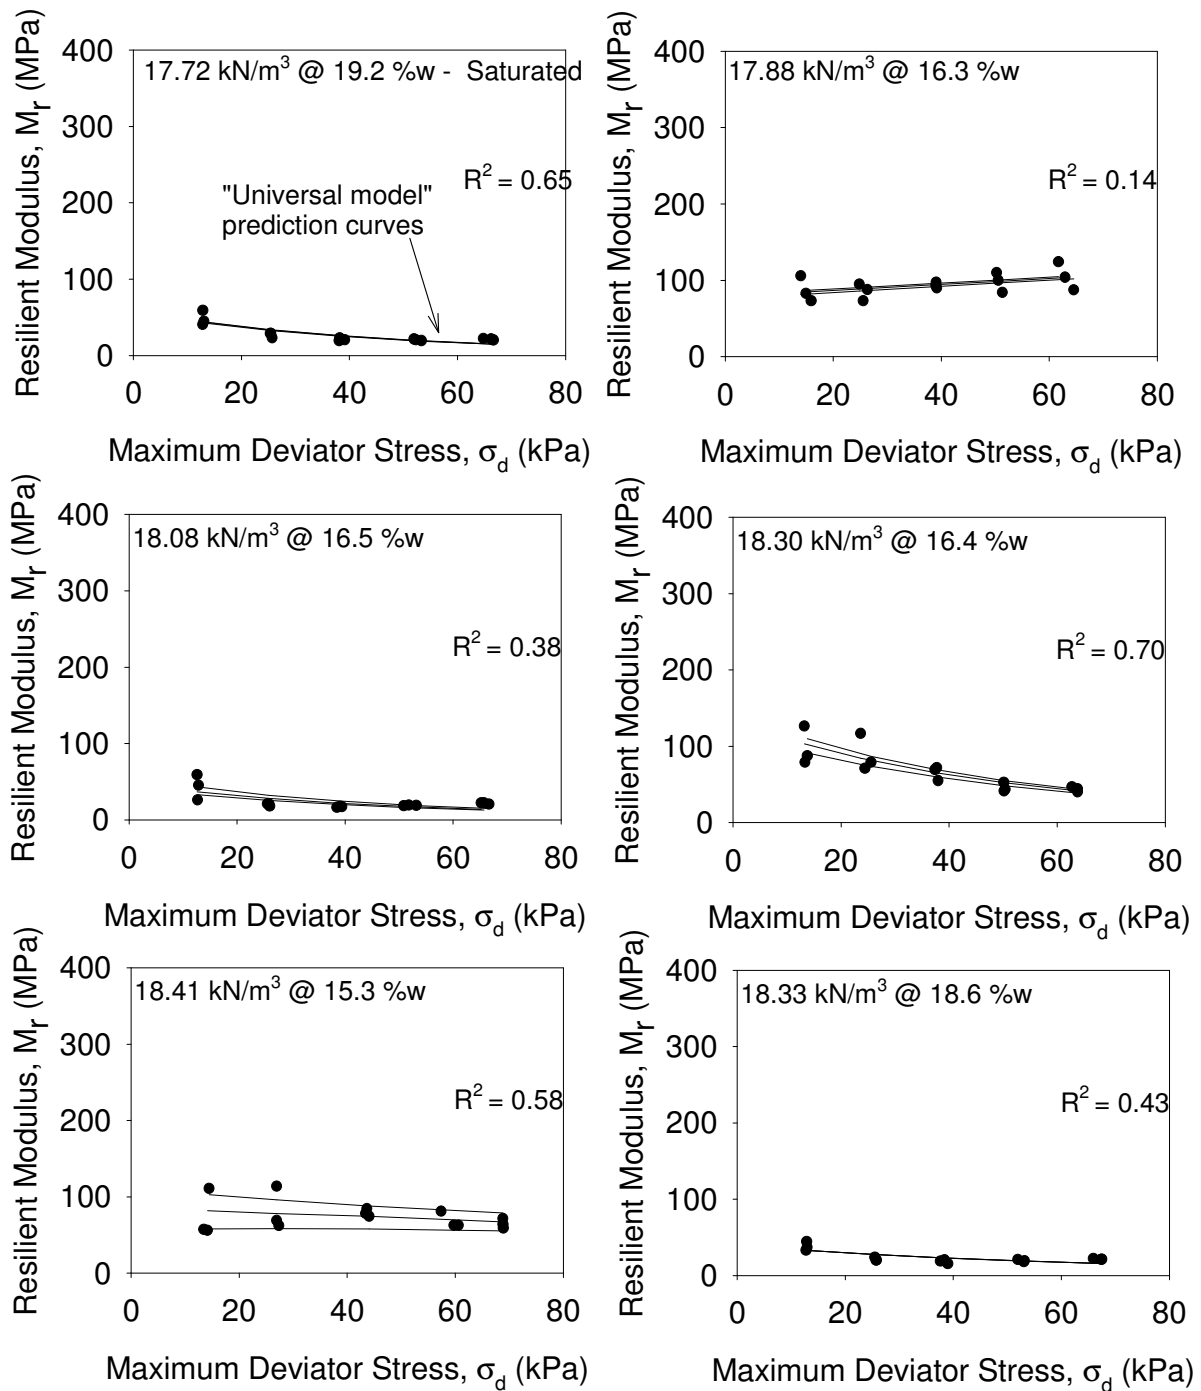 Resilient Modulus, Mr (MPa)
400
300
200
100
0
17.72 kN/m³ @ 19.2 %w - Saturated
R² = 0.65
"Universal model"
prediction curves
0 20 40 60 80
Maximum Deviator Stress, σd (kPa)
Resilient Modulus, Mr (MPa)
400
300
200
100
0
17.88 kN/m³ @ 16.3 %w
R² = 0.14
0 20 40 60 80
Maximum Deviator Stress, σd (kPa)
Resilient Modulus, Mr (MPa)
400
300
200
100
0
18.08 kN/m³ @ 16.5 %w
R² = 0.38
0 20 40 60 80
Maximum Deviator Stress, σd (kPa)
Resilient Modulus, Mr (MPa)
400
300
200
100
0
18.30 kN/m³ @ 16.4 %w
R² = 0.70
0 20 40 60 80
Maximum Deviator Stress, σd (kPa)
Resilient Modulus, Mr (MPa)
400
300
200
100
0
18.41 kN/m³ @ 15.3 %w
R² = 0.58
0 20 40 60 80
Maximum Deviator Stress, σd (kPa)
Resilient Modulus, Mr (MPa)
400
300
200
100
0
18.33 kN/m³ @ 18.6 %w
R² = 0.43
0 20 40 60 80
Maximum Deviator Stress, σd (kPa)